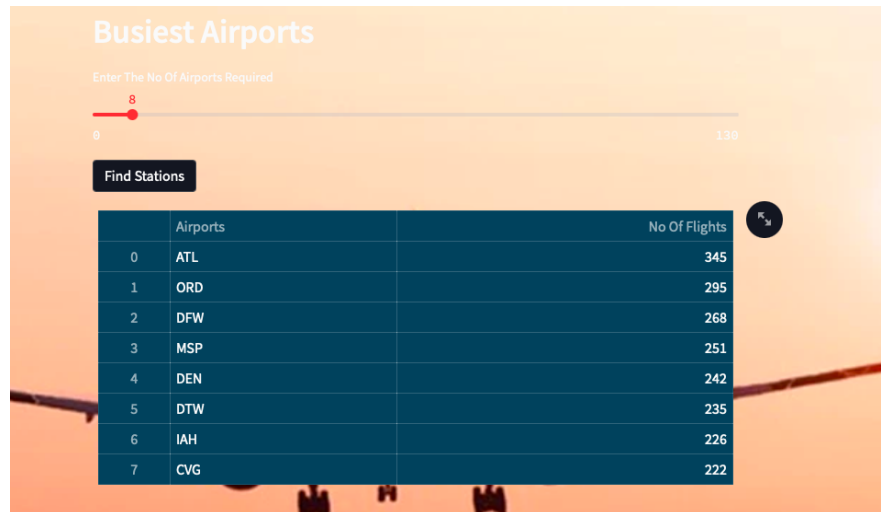 Busiest Airports
Enter The No Of Airports Required
8
0 130
Find Stations
Airports No Of Flights
0 ATL 345
1 ORD 295
2 DFW 268
3 MSP 251
4 DEN 242
5 DTW 235
6 IAH 226
7 CVG 222